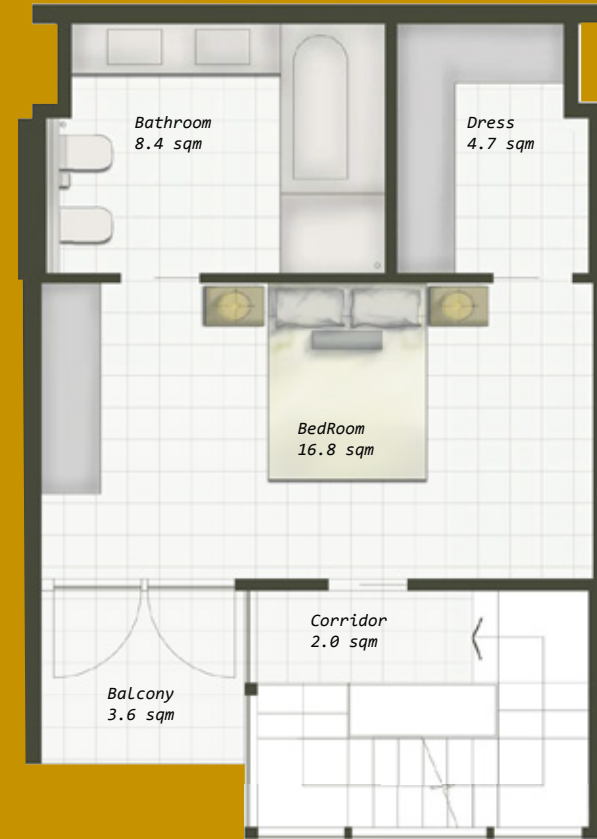 Bathroom
8.4 sqm
Dress
4.7 sqm
BedRoom
16.8 sqm
Corridor
2.0 sqm
Balcony
3.6 sqm